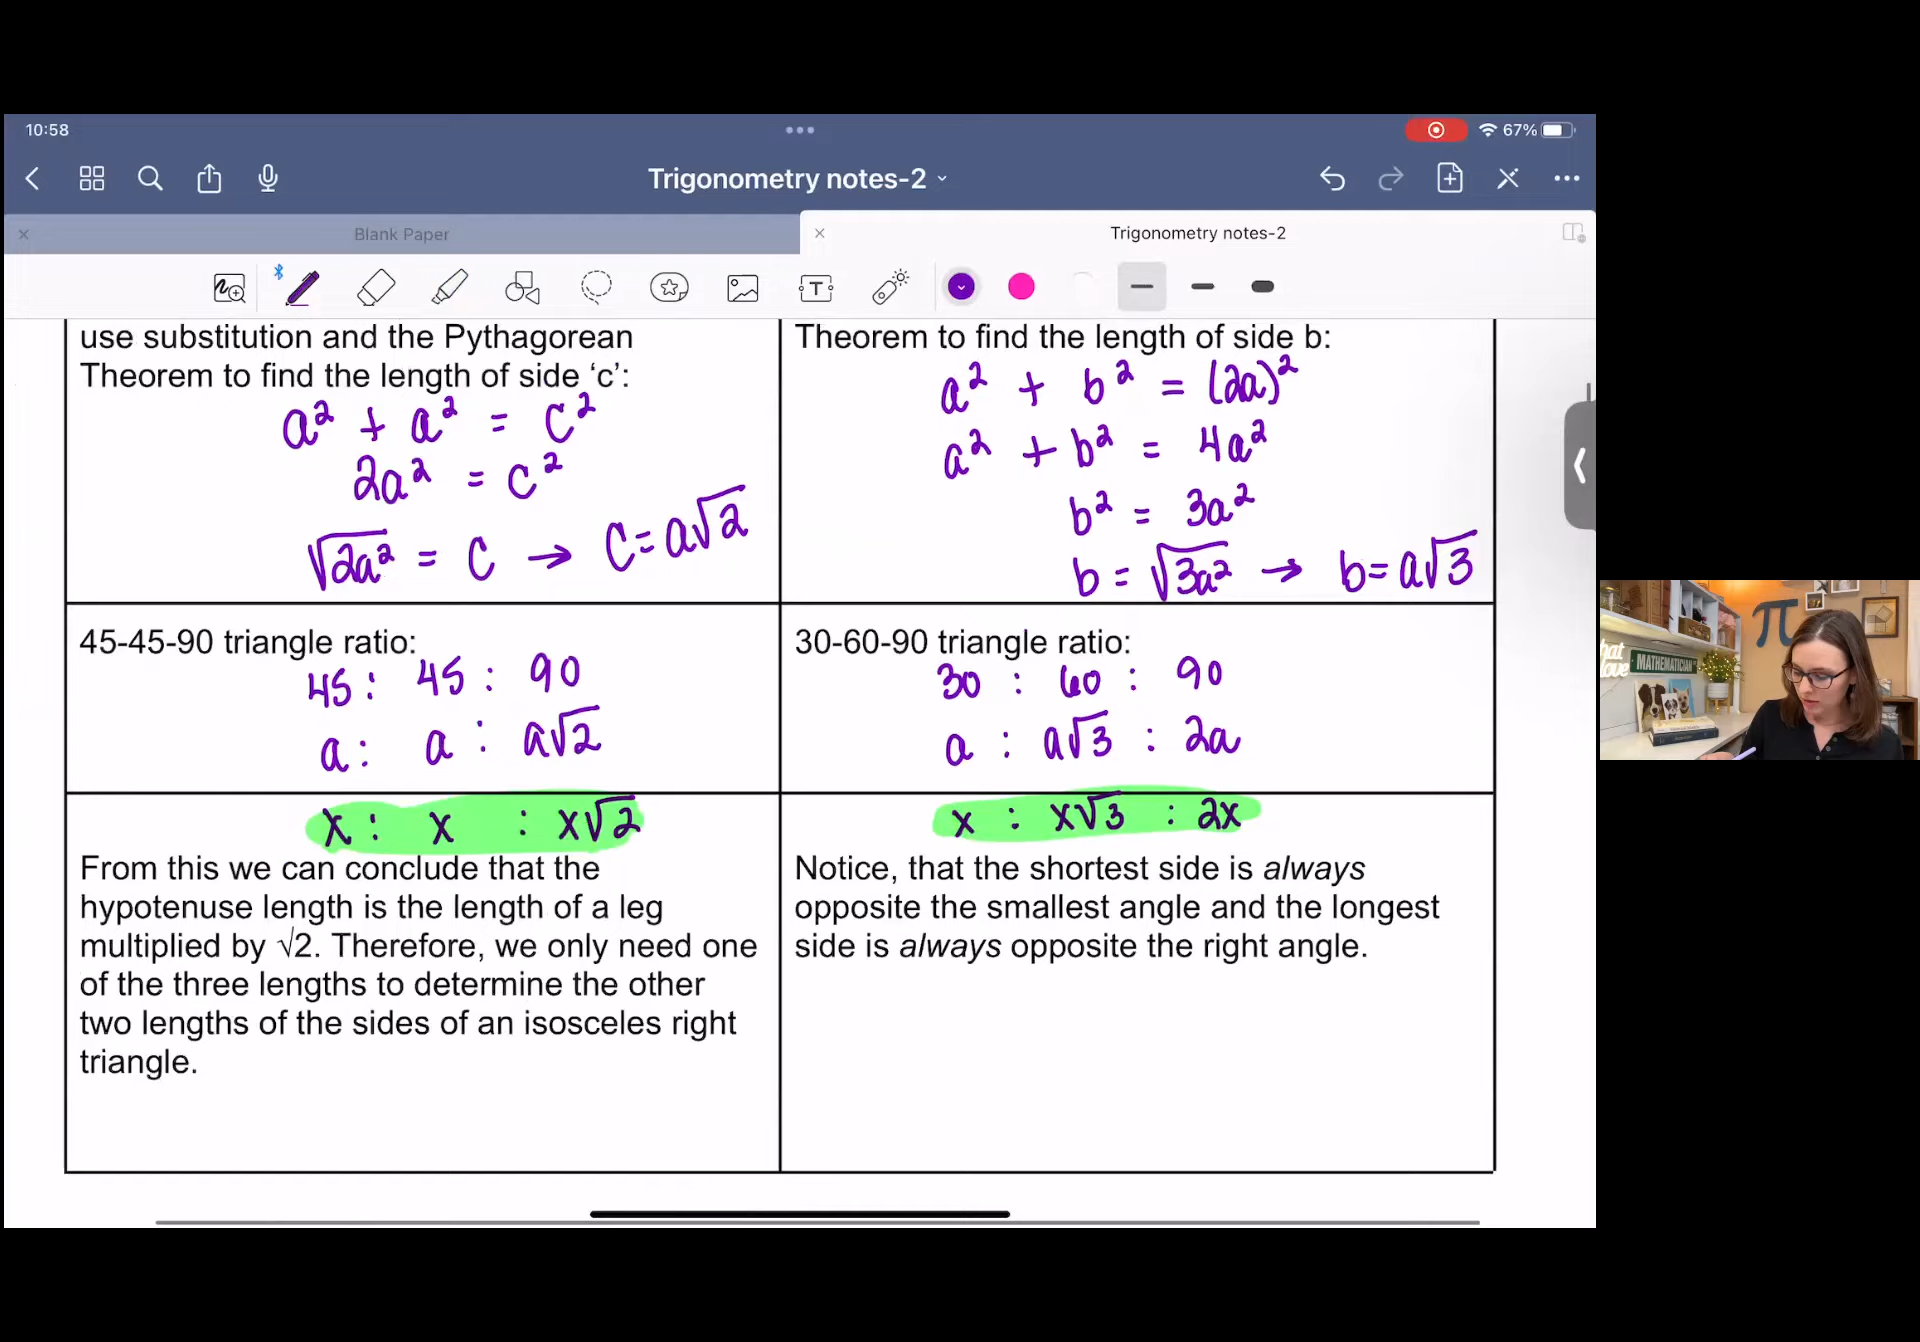 10:58
67%
Trigonometry notes-2
Blank Paper
Trigonometry notes-2
use substitution and the Pythagorean
Theorem to find the length of side ‘c’:
a² + a² = c²
2a² = c²
√2a² = c → c = a√2
Theorem to find the length of side b:
a² + b² = (2a)²
a² + b² = 4a²
b² = 3a²
b = √3a² → b = a√3
45-45-90 triangle ratio:
45 : 45 : 90
a : a : a√2
30-60-90 triangle ratio:
30 : 60 : 90
a : a√3 : 2a
x : x : x√2
From this we can conclude that the
hypotenuse length is the length of a leg
multiplied by √2. Therefore, we only need one
of the three lengths to determine the other
two lengths of the sides of an isosceles right
triangle.
x : x√3 : 2x
Notice, that the shortest side is always
opposite the smallest angle and the longest
side is always opposite the right angle.
MATHEMATICIAN
love
π